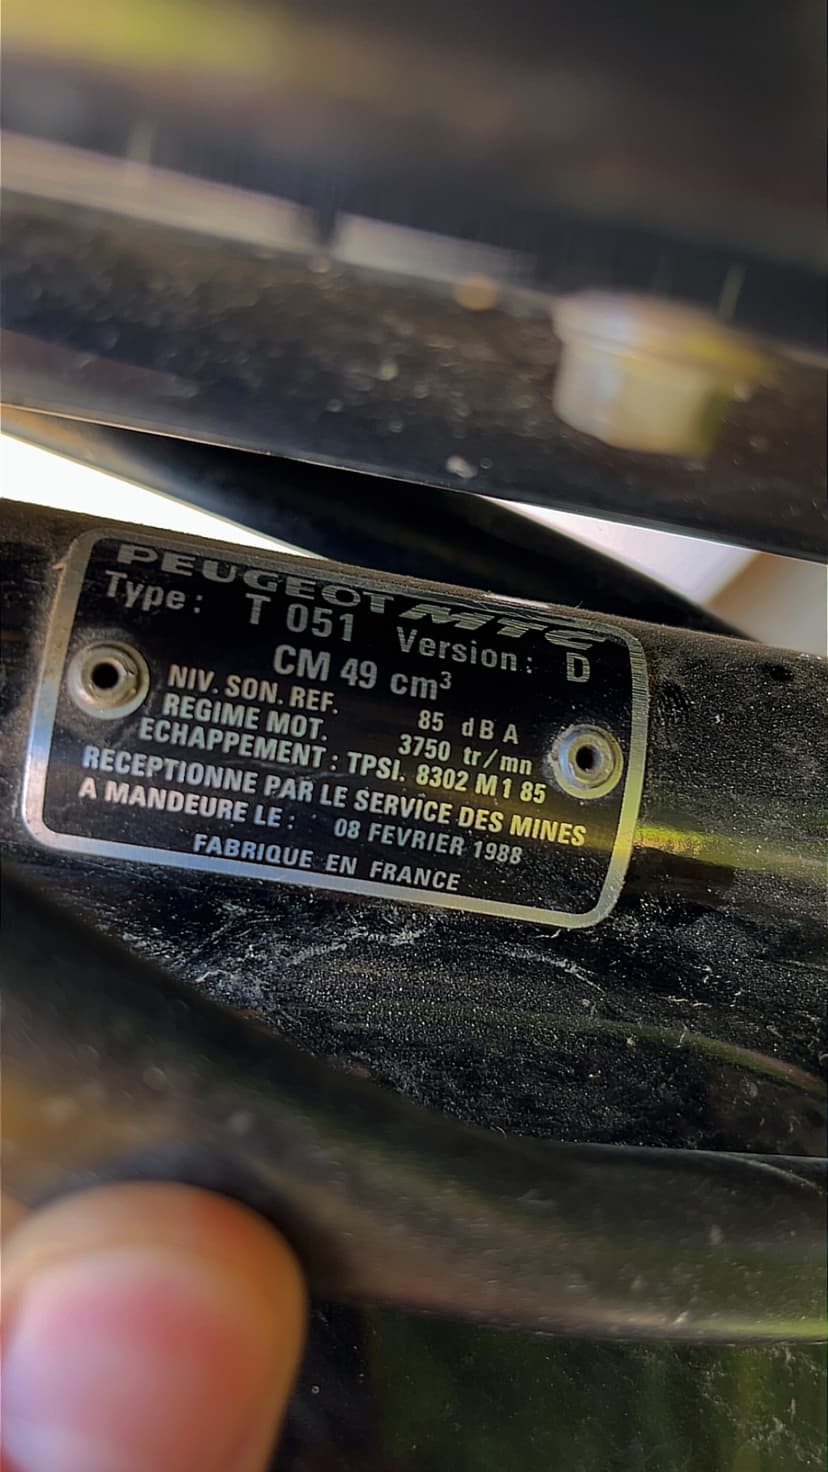 PEUGEOT MTC
Type: T 051 Version: D
CM 49 cm³
NIV. SON. REF. 85 dB A
REGIME MOT. 3750 tr/mn
ECHAPPEMENT: TPSI. 8302 M 1 85
RECEPTIONNE PAR LE SERVICE DES MINES
A MANDEURE LE: 08 FEVRIER 1988
FABRIQUE EN FRANCE